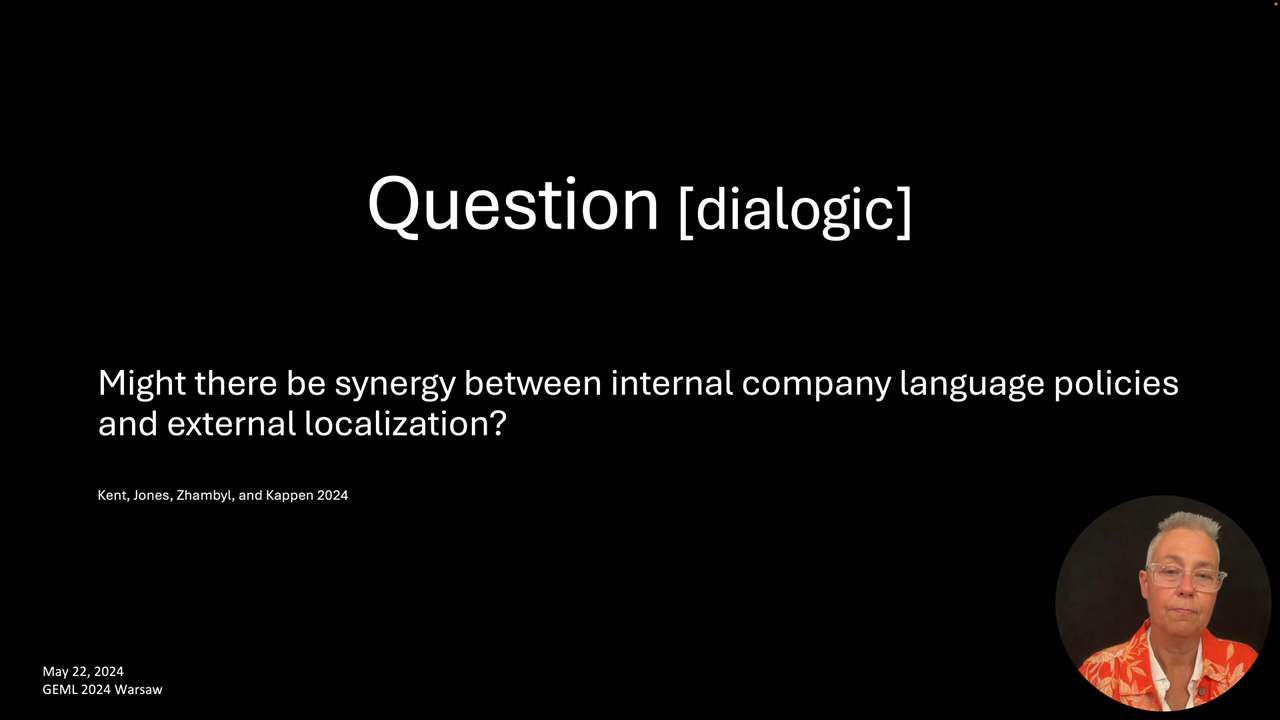 Question [dialogic]
Might there be synergy between internal company language policies
and external localization?
Kent, Jones, Zhambyl, and Kappen 2024
May 22, 2024
GEML 2024 Warsaw